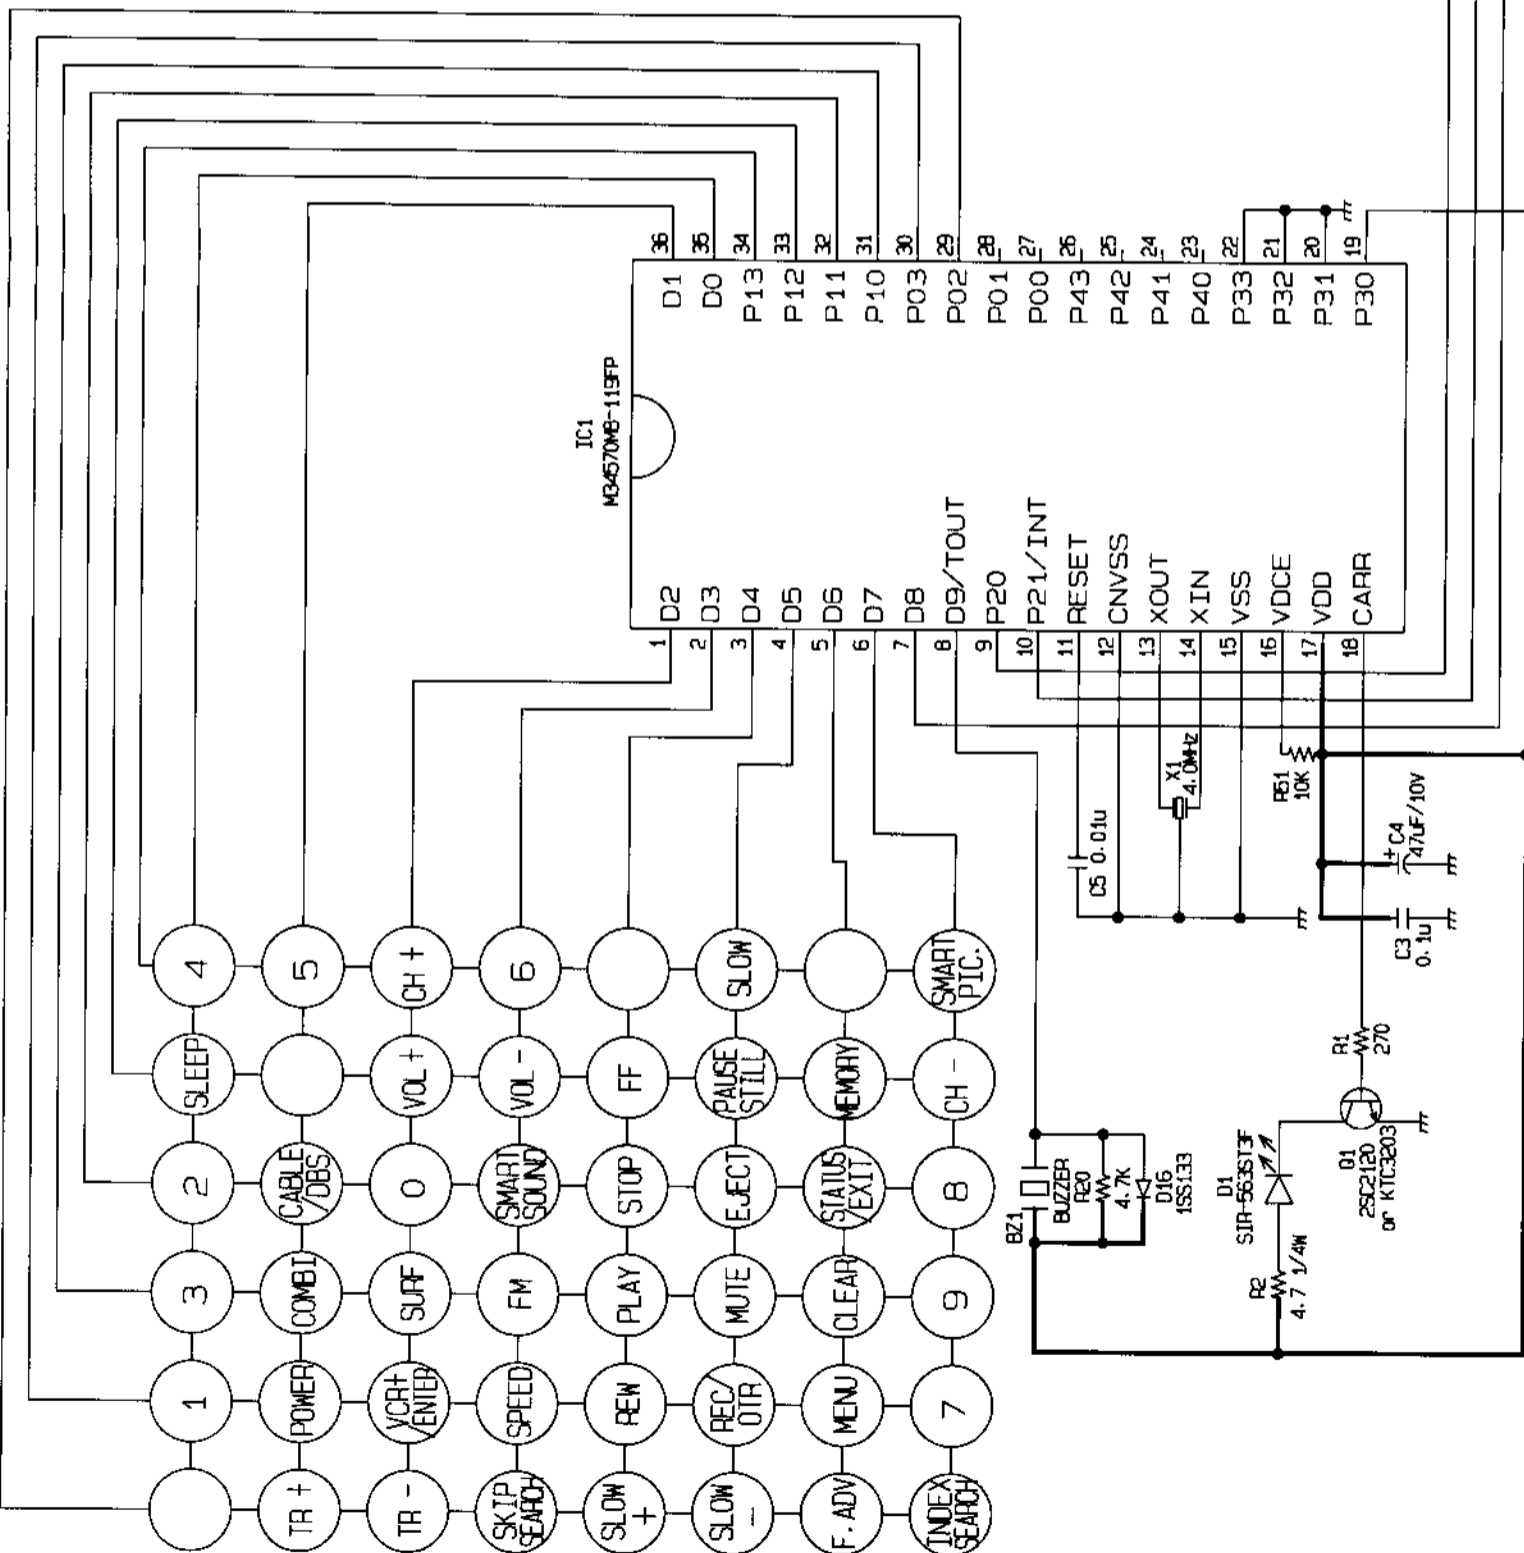 IC1
M34570M8-119FP
D1
D0
P13
P12
P11
P10
P03
P02
P01
P00
P43
P42
P41
P40
P33
P32
P31
P30
36
35
34
33
32
31
30
29
28
27
26
25
24
23
22
21
20
19
D2
D3
D4
D5
D6
D7
D8
D9/TOUT
P20
P21/INT
RESET
CNVSS
XOUT
XIN
VSS
VDCE
VDD
CARR
1
2
3
4
5
6
7
8
9
10
11
12
13
14
15
16
17
18
X1
4.0MHz
R51
10K
C5 0.01u
+
C4
47uF/10V
C3
0.1u
R1
270
Q1
2SC2120
or KTC3203
D1
SIR-563ST3F
R2
4.7 1/4W
BZ1
BUZZER
R20
4.7K
D16
1SS133
4
5
CH +
6
SLOW
SMART
PIC.
SLEEP
VOL +
VOL -
FF
PAUSE
STILL
MEMORY
CH -
2
CABLE
/DBS
0
SMART
SOUND
STOP
EJECT
STATUS
/EXIT
8
3
COMBI
SURF
FM
PLAY
MUTE
CLEAR
9
1
POWER
VCR+
/ENTER
SPEED
REW
REC/
OTR
MENU
7
TR +
TR -
SKIP
SEARCH
SLOW
+
SLOW
-
F. ADV
INDEX
SEARCH